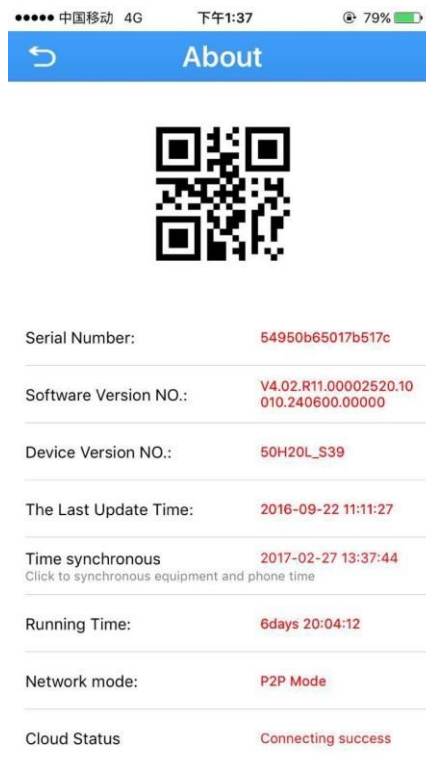 中国移动 4G 下午1:37 79%
About
Serial Number: 54950b65017b517c
Software Version NO.: V4.02.R11.00002520.10
010.240600.00000
Device Version NO.: 50H20L_S39
The Last Update Time: 2016-09-22 11:11:27
Time synchronous 2017-02-27 13:37:44
Click to synchronous equipment and phone time
Running Time: 6days 20:04:12
Network mode: P2P Mode
Cloud Status Connecting success